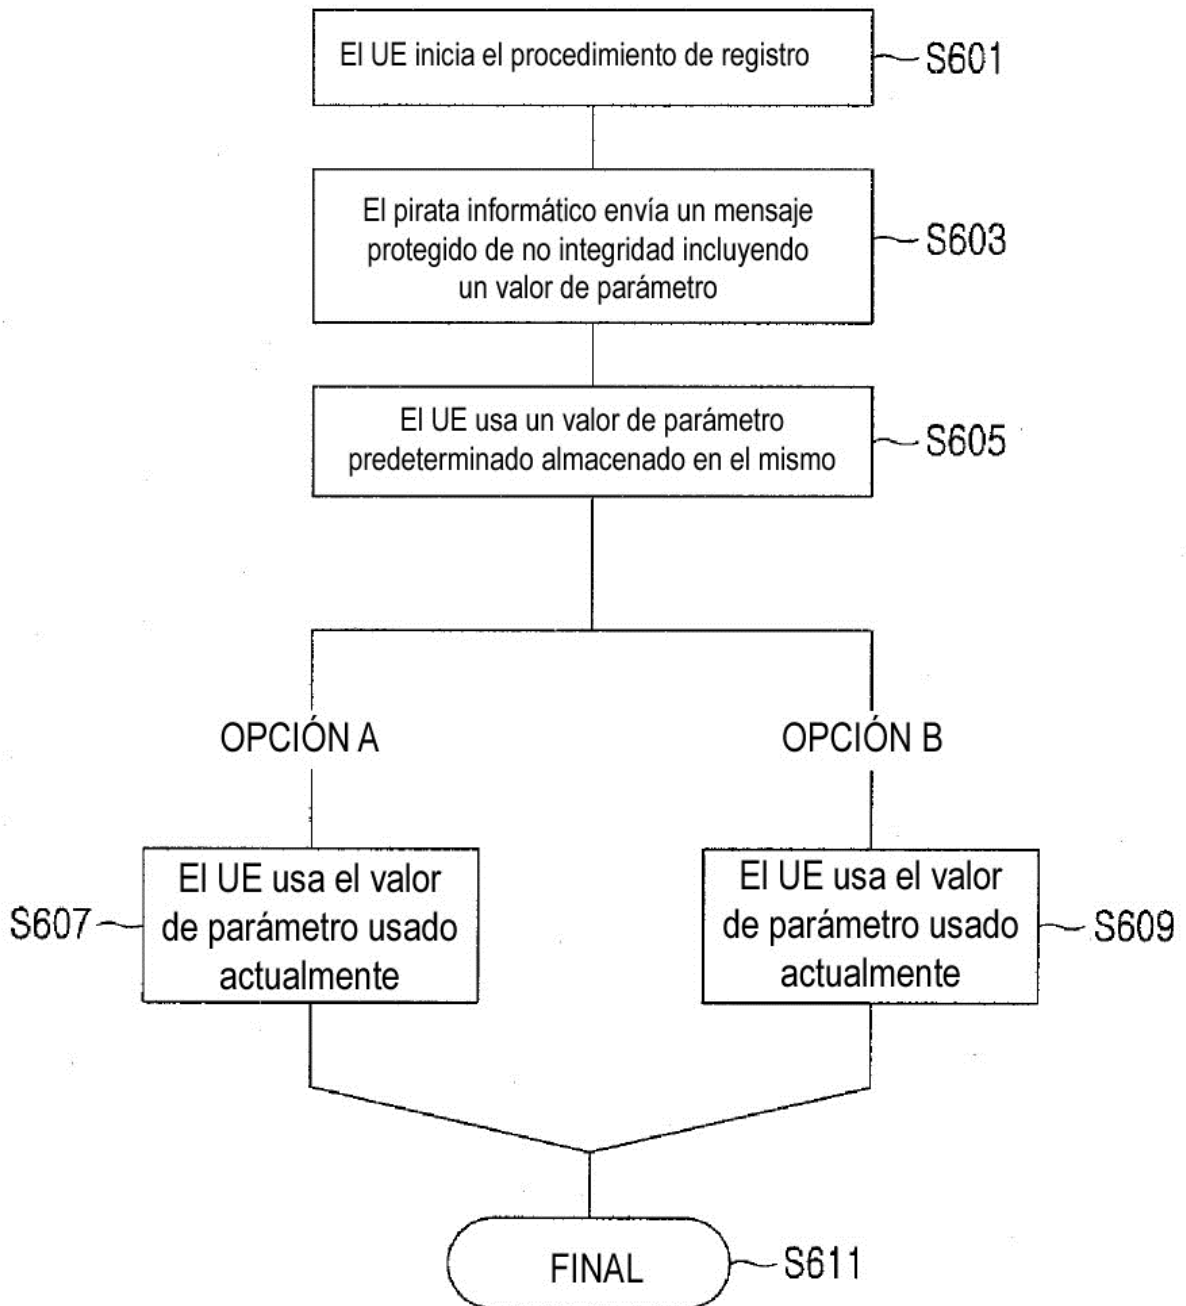 El UE inicia el procedimiento de registro
S601
El pirata informático envía un mensaje
protegido de no integridad incluyendo
un valor de parámetro
S603
El UE usa un valor de parámetro
predeterminado almacenado en el mismo
S605
OPCIÓN A
OPCIÓN B
S607
El UE usa el valor
de parámetro usado
actualmente
El UE usa el valor
de parámetro usado
actualmente
S609
FINAL
S611